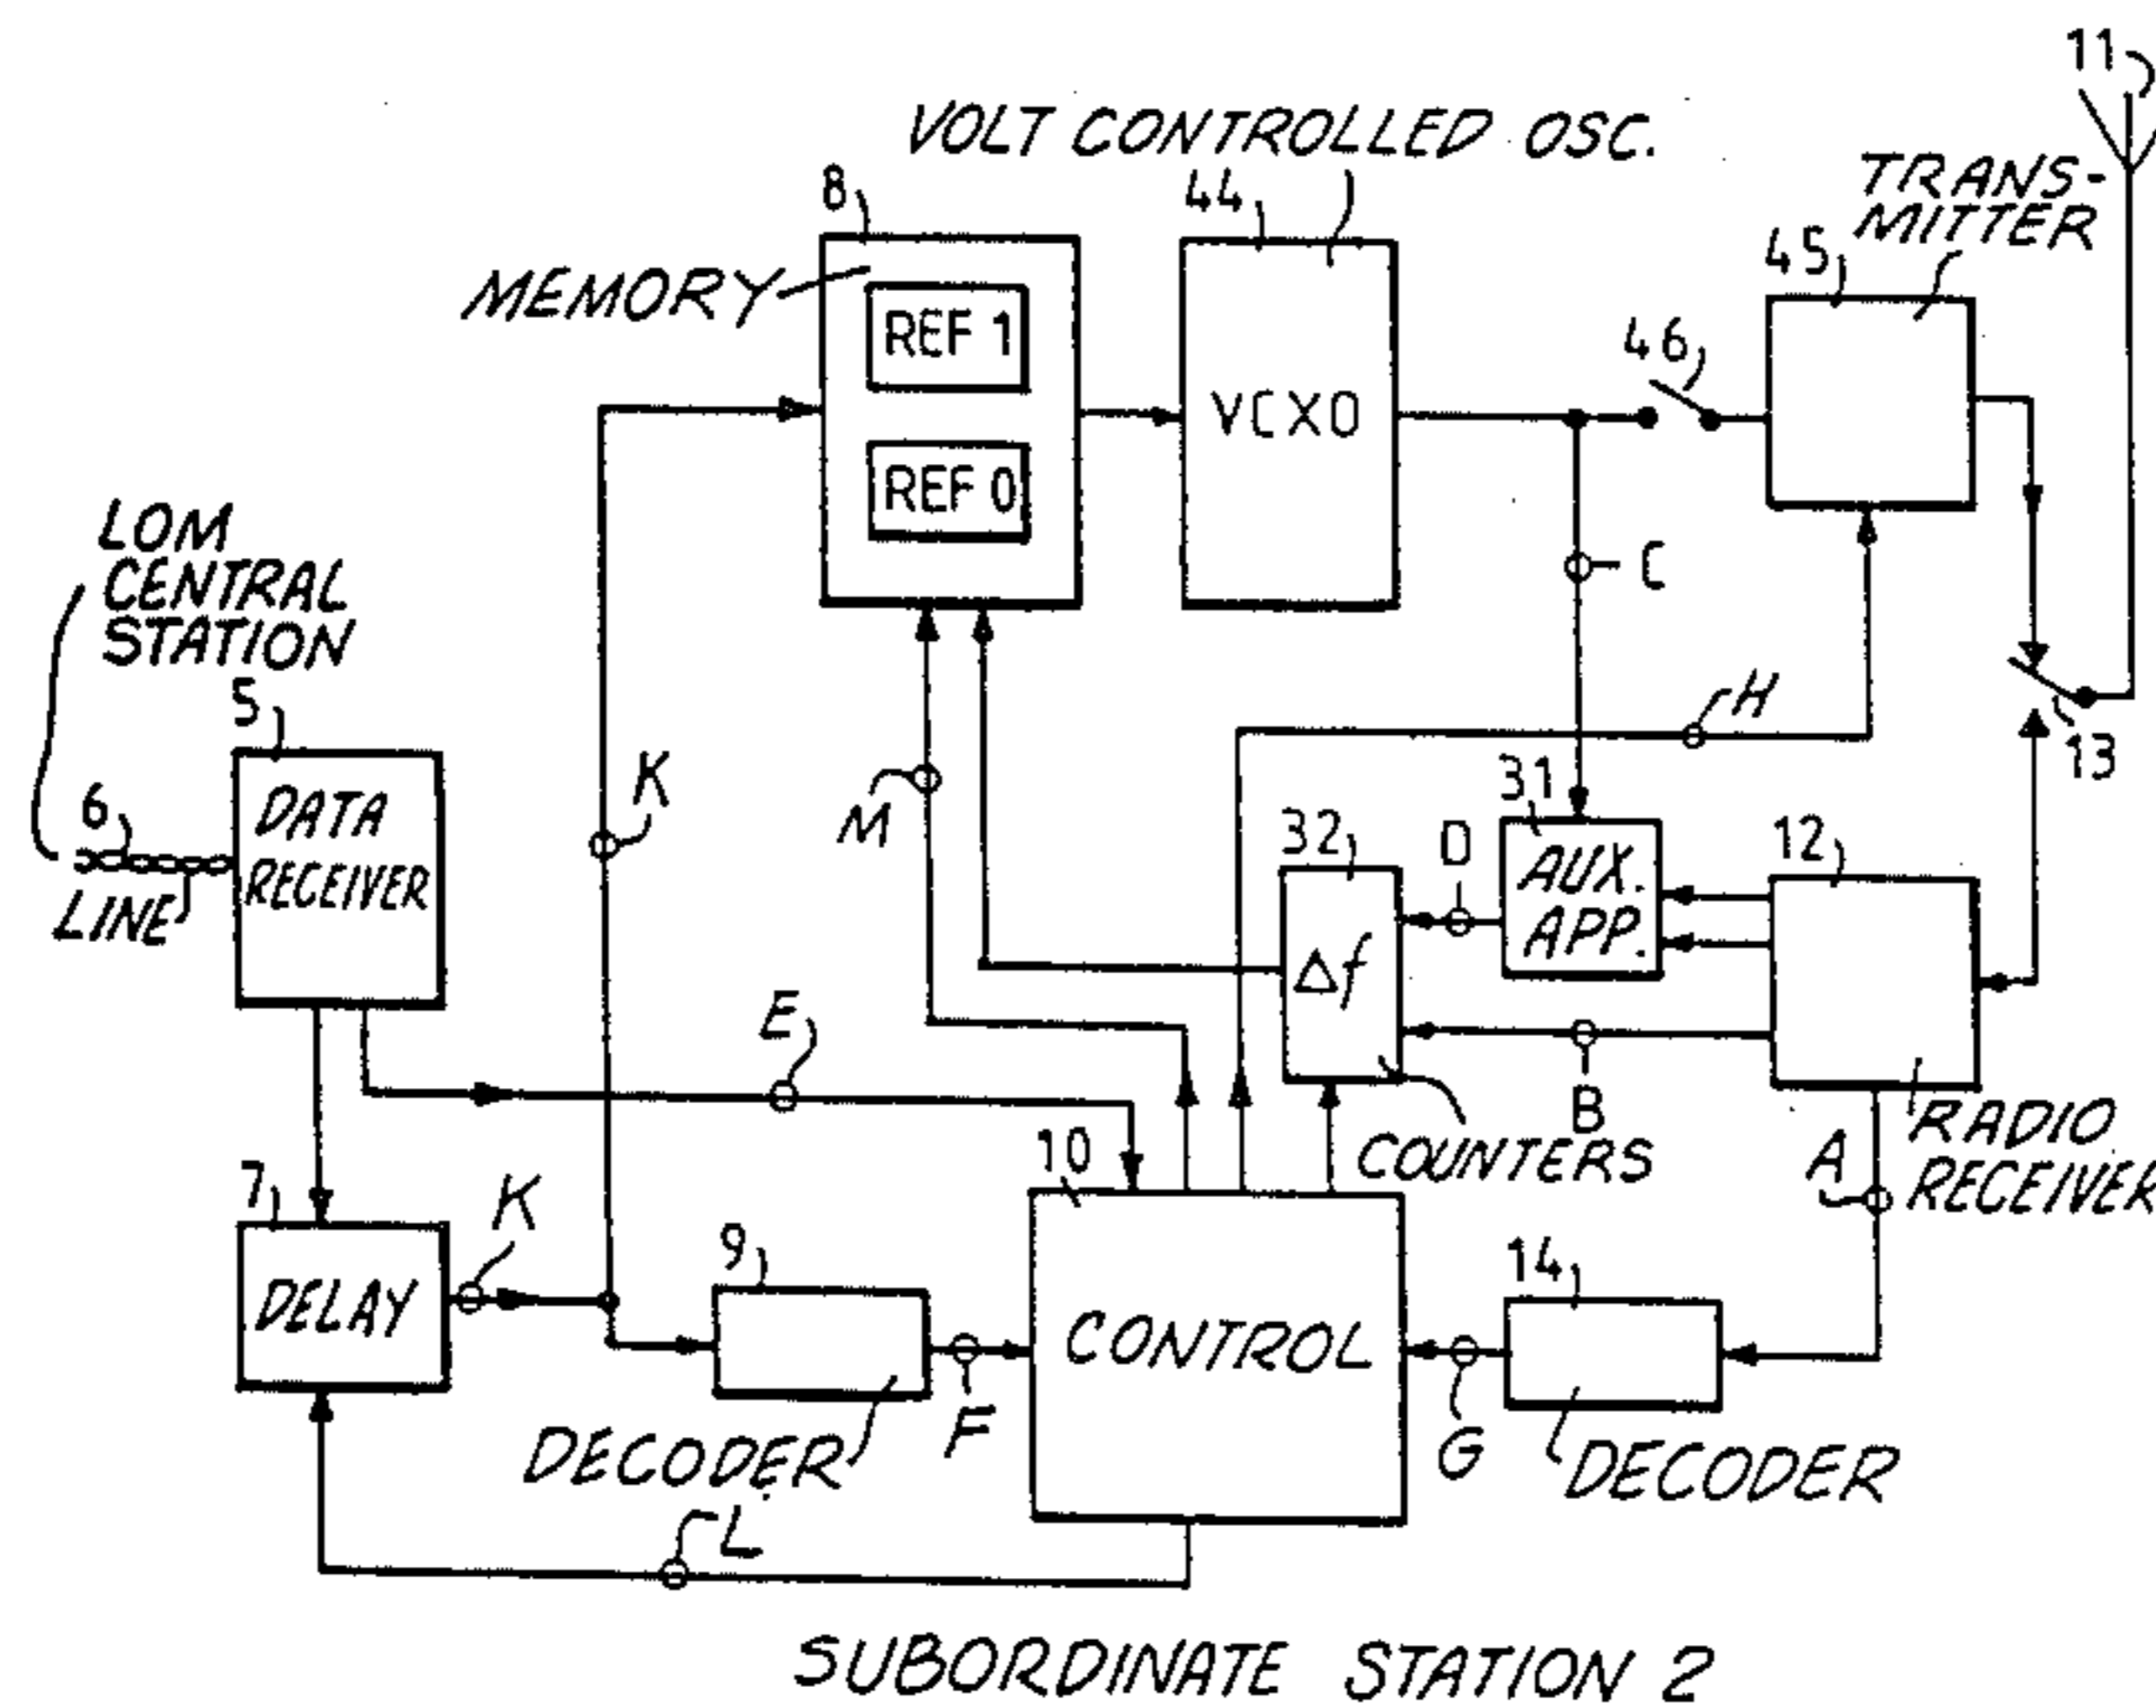 11
VOLT CONTROLLED OSC.
TRANS-
MITTER
8
44
45
MEMORY
REF 1
VCXO
46
REF 0
LOM
CENTRAL
STATION
C
5
H
13
K
M
31
6
DATA
RECEIVER
32
D
AUX.
APP.
12
LINE
Δf
E
B
COUNTERS
RADIO
RECEIVER
10
A
7
K
9
14
DELAY
CONTROL
F
G
DECODER
DECODER
L
SUBORDINATE STATION 2